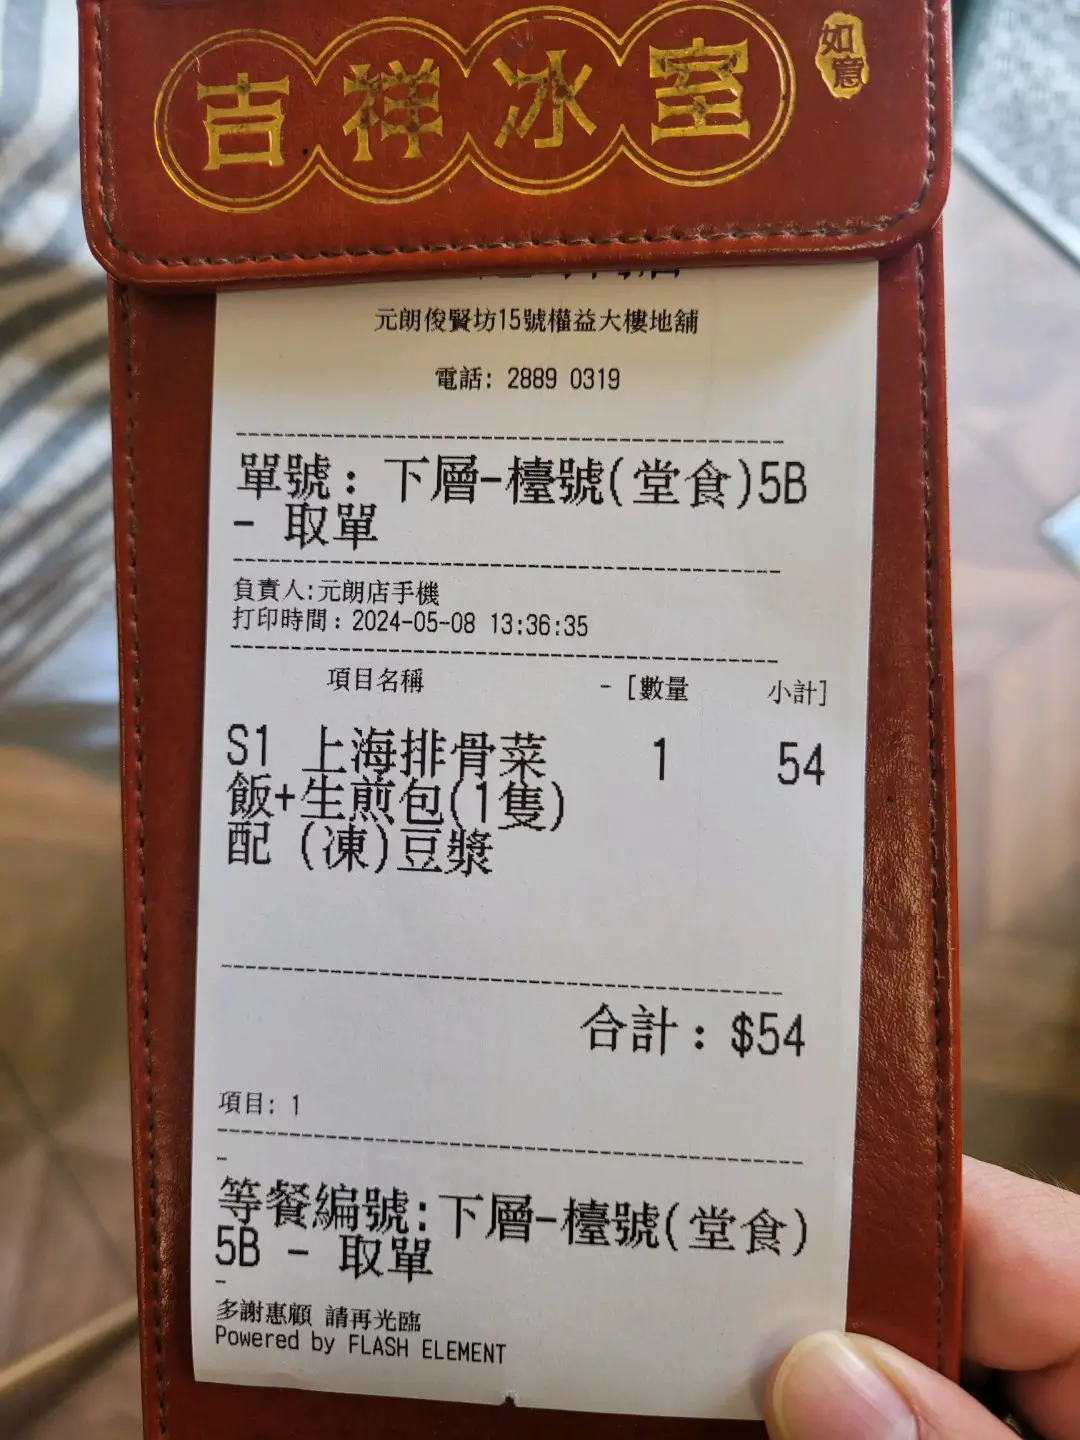 吉祥冰室
如意
元朗俊賢坊15號權益大樓地舖
電話: 2889 0319
單號: 下層-檯號(堂食)5B
- 取單
負責人:元朗店手機
打印時間: 2024-05-08 13:36:35
項目名稱 - [數量 小計]
S1 上海排骨菜 1 54
飯+生煎包(1隻)
配 (凍)豆漿
合計: $54
項目: 1
-
等餐編號:下層-檯號(堂食)
5B - 取單
-
多謝惠顧 請再光臨
Powered by FLASH ELEMENT